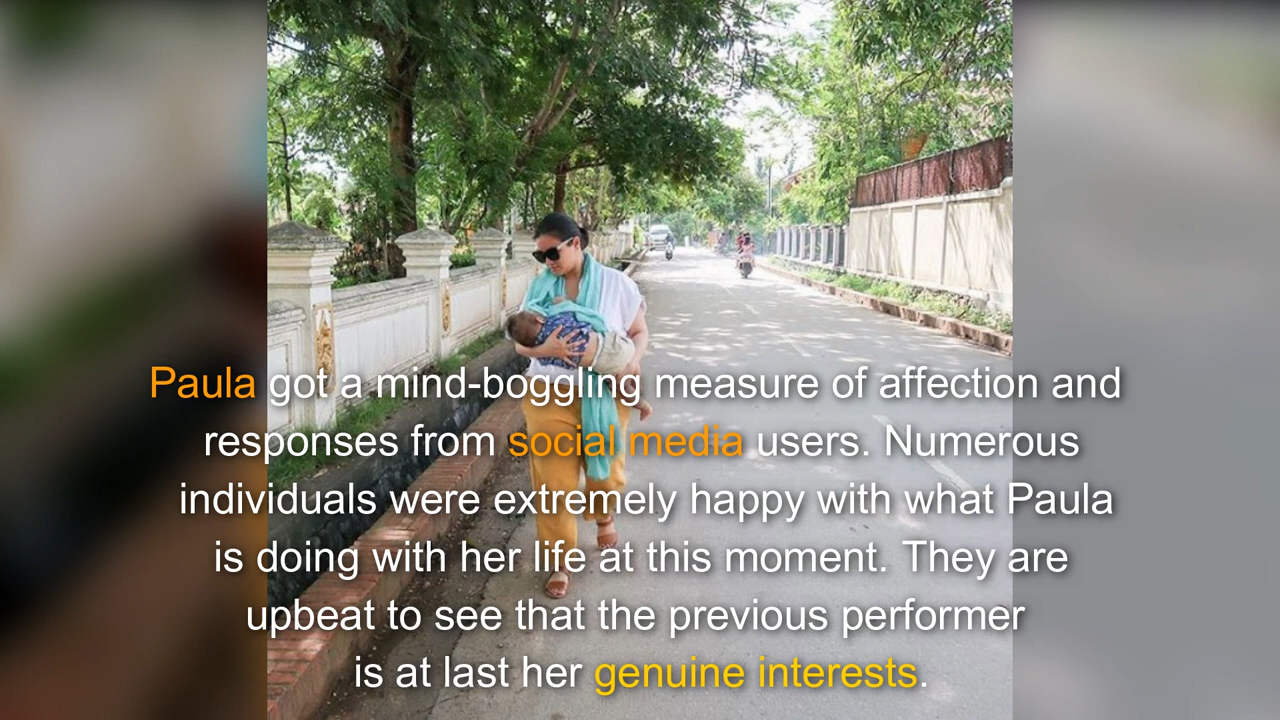 Paula got a mind-boggling measure of affection and
responses from social media users. Numerous
individuals were extremely happy with what Paula
is doing with her life at this moment. They are
upbeat to see that the previous performer
is at last her genuine interests.